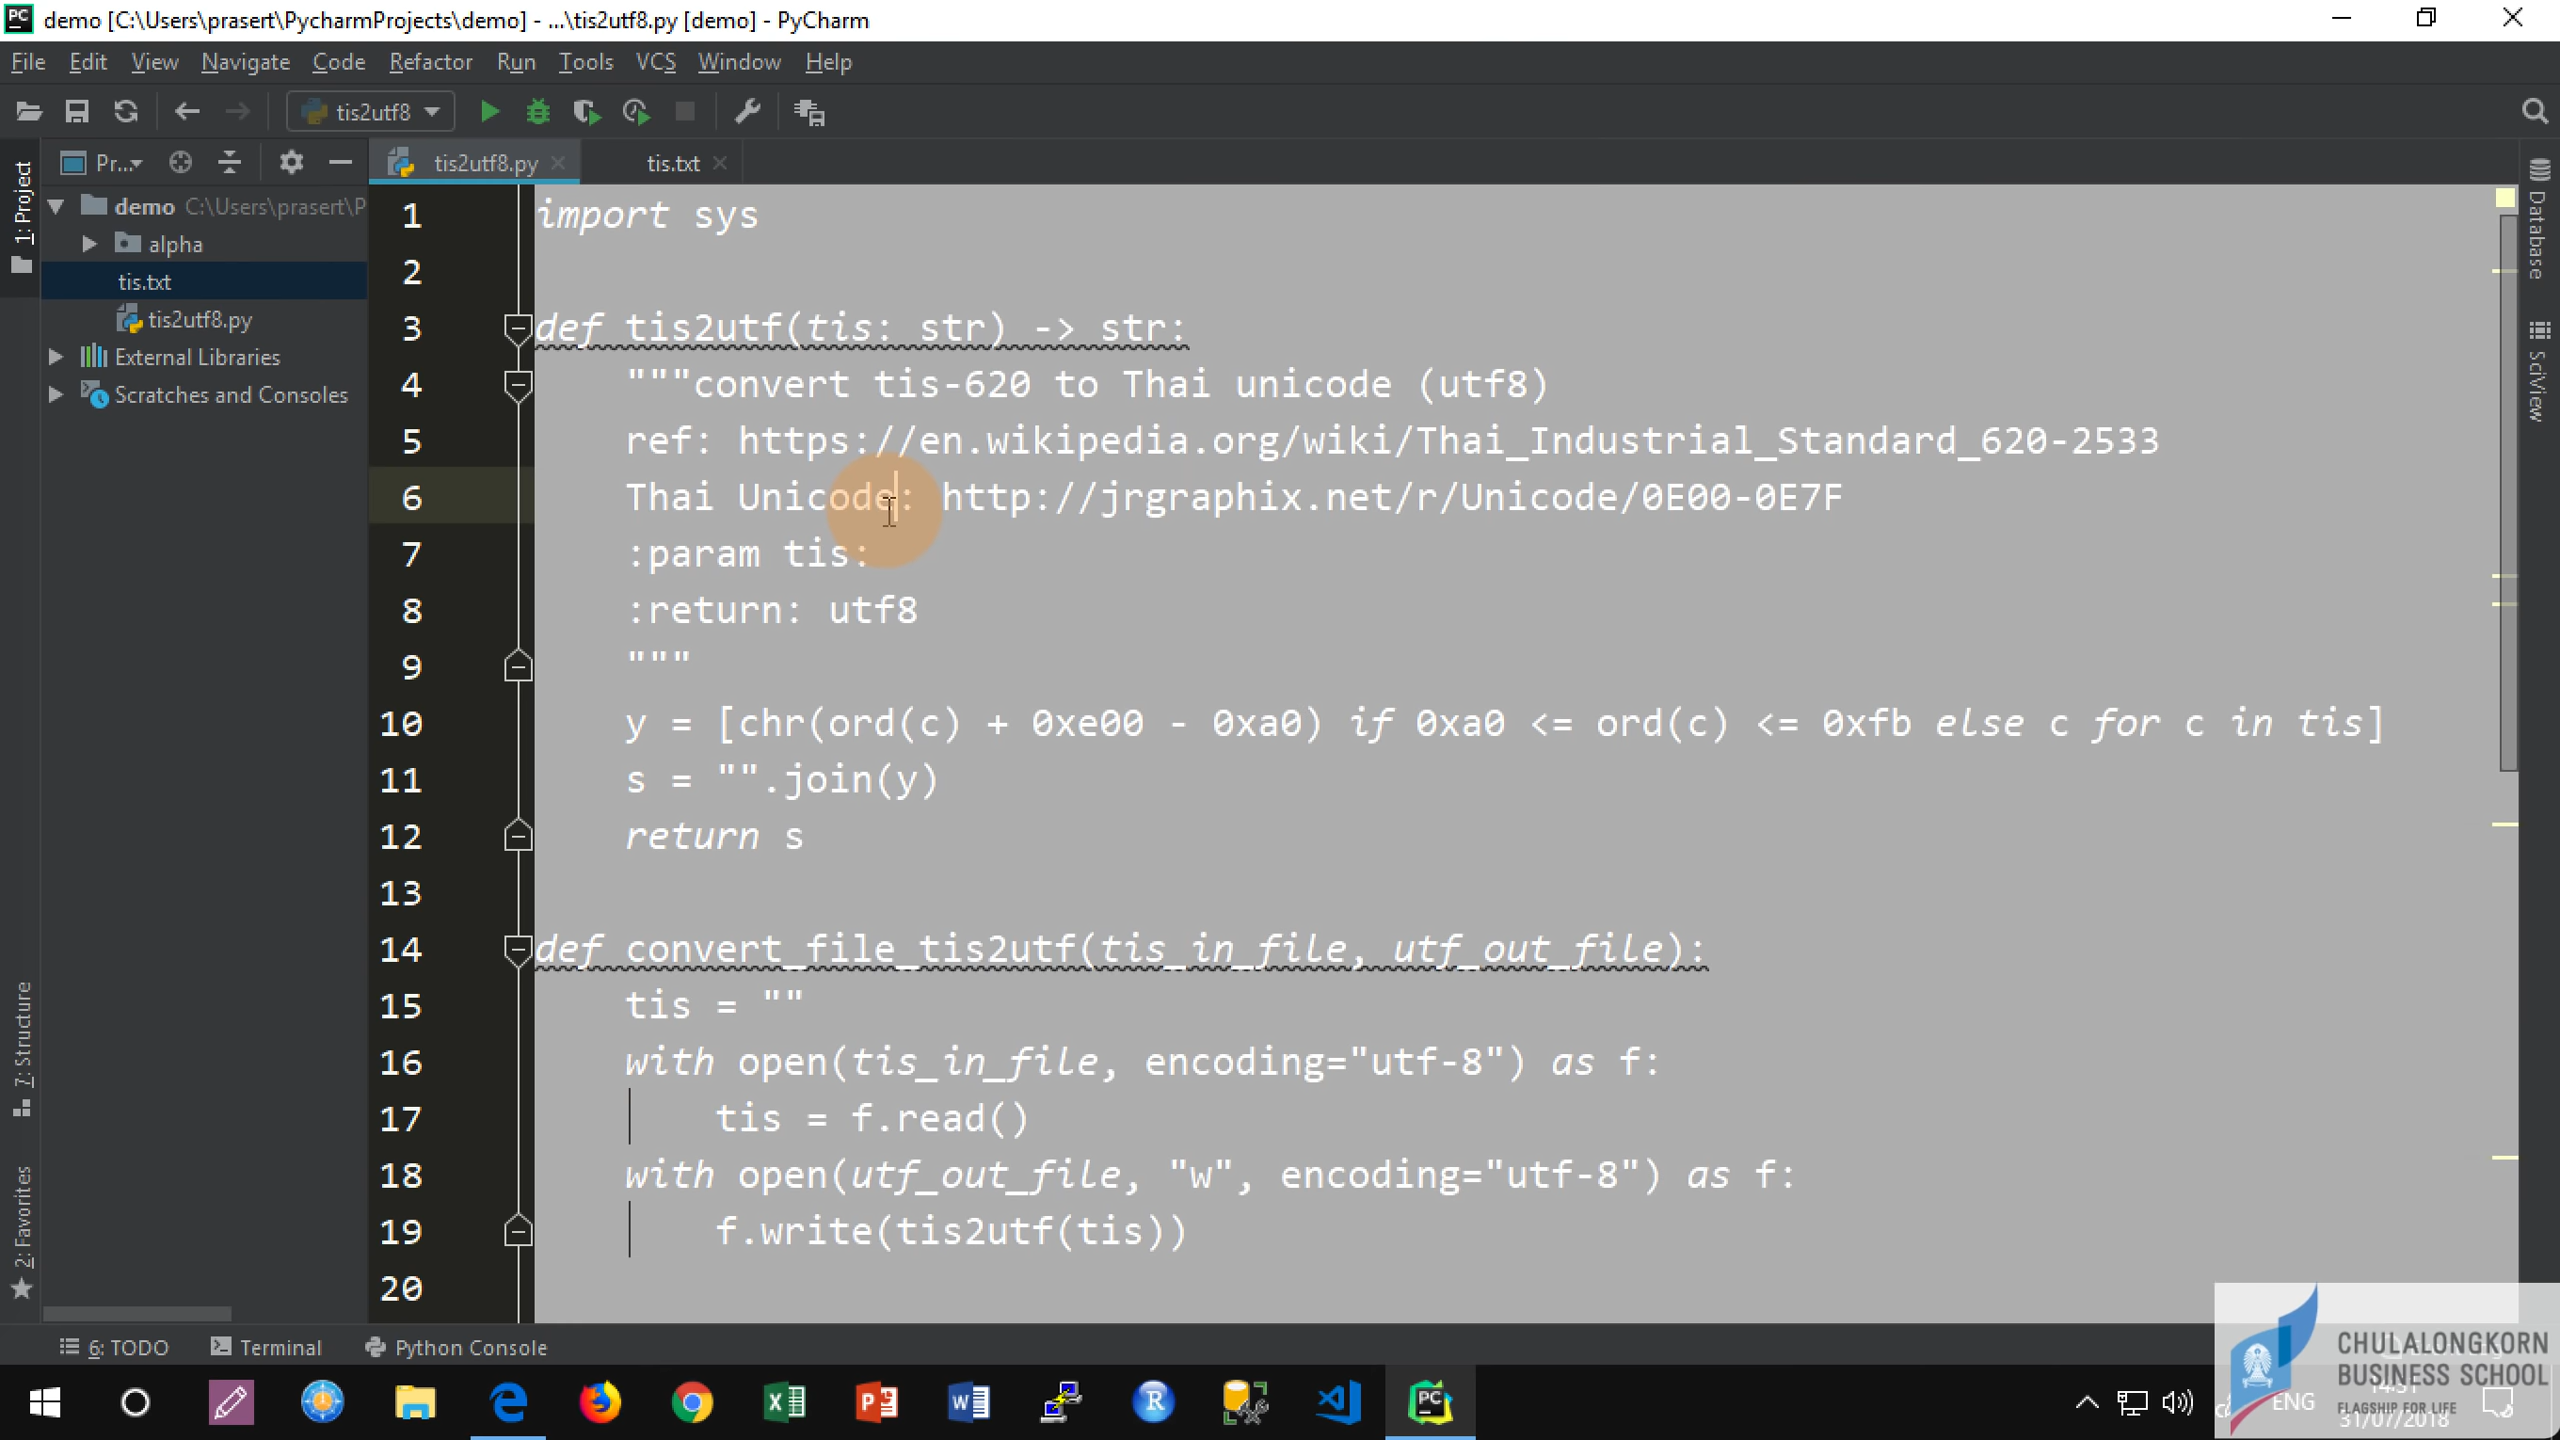 demo [C:\Users\prasert\PycharmProjects\demo] - ...\tis2utf8.py [demo] - PyCharm
File Edit View Navigate Code Refactor Run Tools VCS Window Help
tis2utf8
Pr... tis2utf8.py tis.txt
1: Project
demo C:\Users\prasert\P
alpha
tis.txt
tis2utf8.py
External Libraries
Scratches and Consoles
7: Structure
2: Favorites
Database
SciView
1 import sys
2
3 def tis2utf(tis: str) -> str:
4 """convert tis-620 to Thai unicode (utf8)
5 ref: https://en.wikipedia.org/wiki/Thai_Industrial_Standard_620-2533
6 Thai Unicode: http://jrgraphix.net/r/Unicode/0E00-0E7F
7 :param tis:
8 :return: utf8
9 """
10 y = [chr(ord(c) + 0xe00 - 0xa0) if 0xa0 <= ord(c) <= 0xfb else c for c in tis]
11 s = "".join(y)
12 return s
13
14 def convert_file_tis2utf(tis_in_file, utf_out_file):
15 tis = ""
16 with open(tis_in_file, encoding="utf-8") as f:
17 tis = f.read()
18 with open(utf_out_file, "w", encoding="utf-8") as f:
19 f.write(tis2utf(tis))
20
6: TODO Terminal Python Console
CHULALONGKORN
BUSINESS SCHOOL
FLAGSHIP FOR LIFE
ENG
31/07/2018